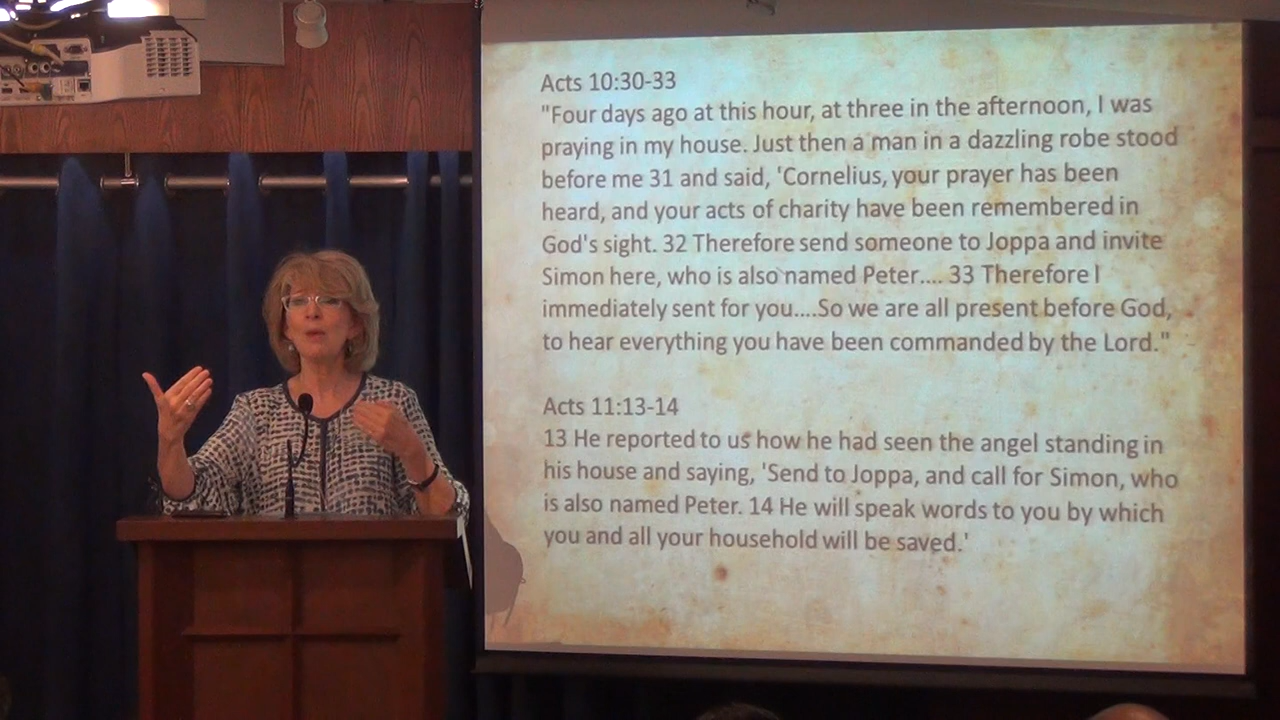 Acts 10:30-33
"Four days ago at this hour, at three in the afternoon, I was
praying in my house. Just then a man in a dazzling robe stood
before me 31 and said, 'Cornelius, your prayer has been
heard, and your acts of charity have been remembered in
God's sight. 32 Therefore send someone to Joppa and invite
Simon here, who is also named Peter.... 33 Therefore I
immediately sent for you....So we are all present before God,
to hear everything you have been commanded by the Lord."
Acts 11:13-14
13 He reported to us how he had seen the angel standing in
his house and saying, 'Send to Joppa, and call for Simon, who
is also named Peter. 14 He will speak words to you by which
you and all your household will be saved.'